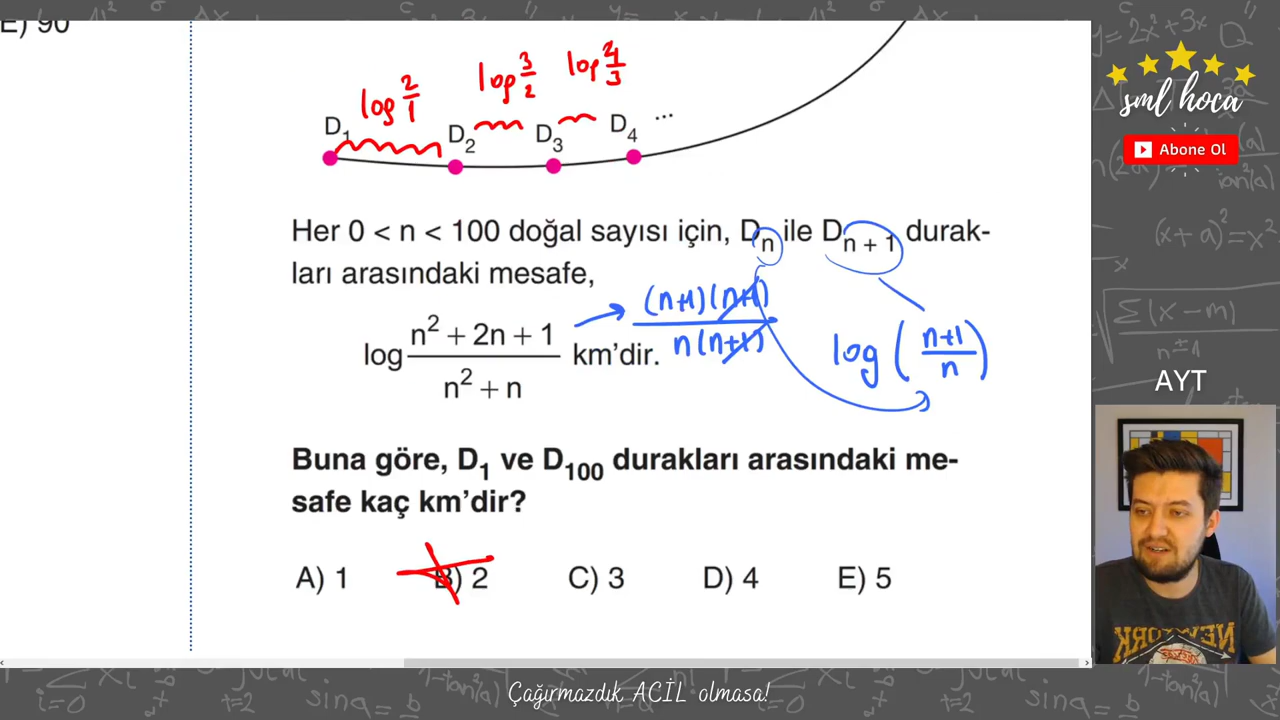 E) 90
log 2/1
log 3/2
log 4/3
D1 D2 D3 D4 ...
Her 0 < n < 100 doğal sayısı için, Dn ile Dn + 1 durak-
ları arasındaki mesafe,
log n² + 2n + 1 / n² + n km'dir.
(n+1)(n+1) / n(n+1)
log ( n+1 / n )
Buna göre, D1 ve D100 durakları arasındaki me-
safe kaç km'dir?
A) 1 B) 2 C) 3 D) 4 E) 5
sml hoca
Abone Ol
AYT
NEWYORK
Çağırmazdık ACİL olmasa!